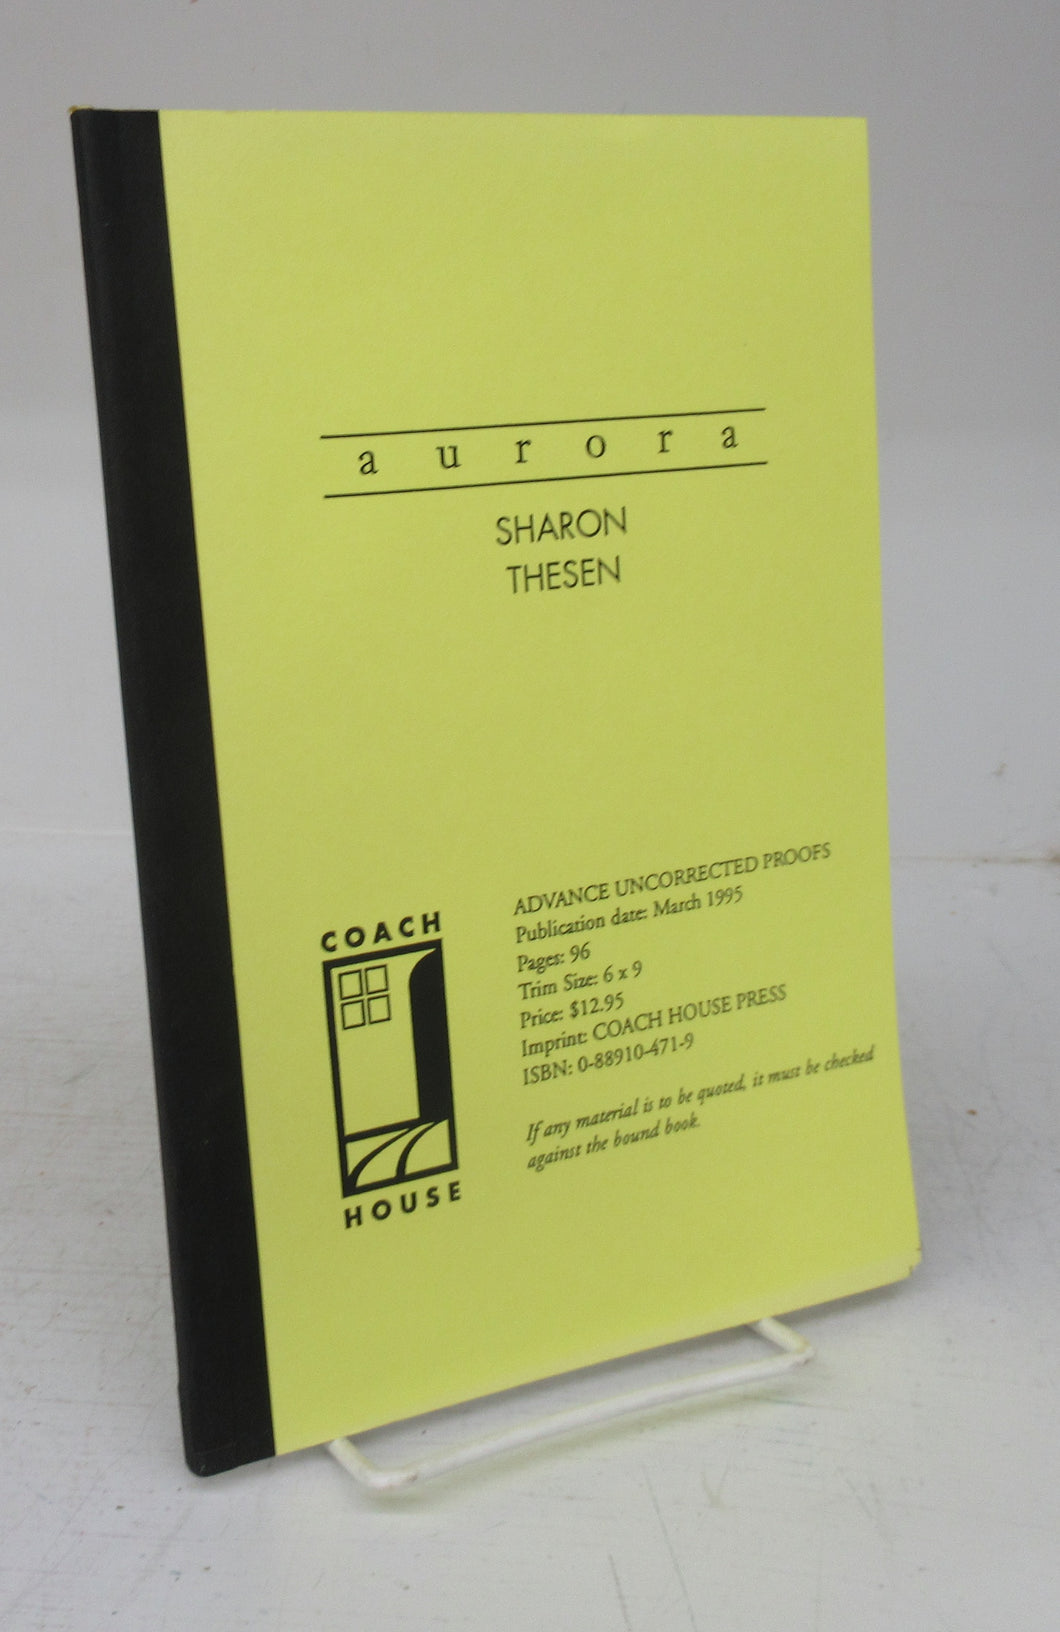 aurora
SHARON
THESEN
COACH
HOUSE
ADVANCE UNCORRECTED PROOFS
Publication date: March 1995
Pages: 96
Trim Size: 6 x 9
Price: $12.95
Imprint: COACH HOUSE PRESS
ISBN: 0-88910-471-9
If any material is to be quoted, it must be checked
against the bound book.